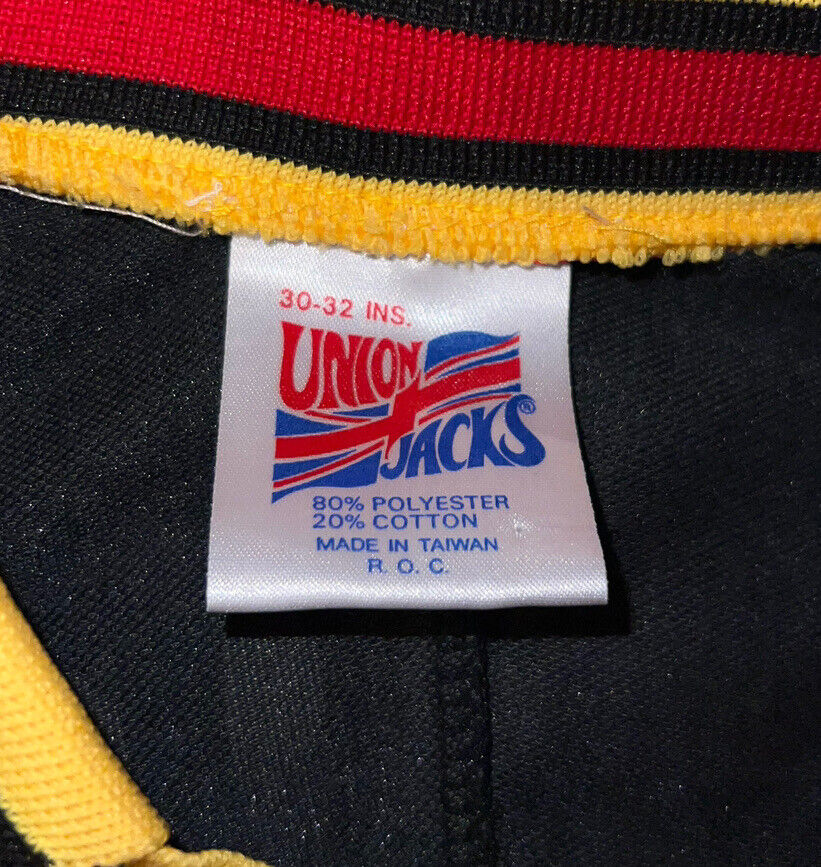 30-32 INS.
UNION
JACKS®
80% POLYESTER
20% COTTON
MADE IN TAIWAN
R. O. C.